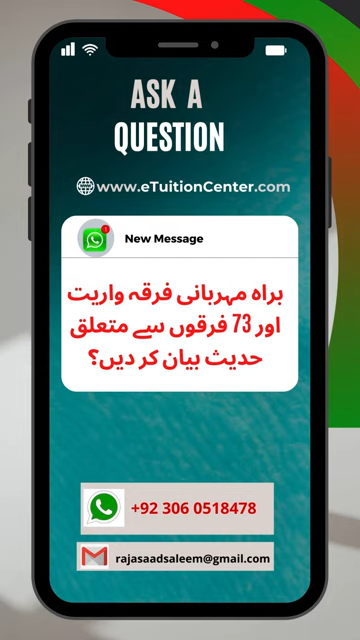 ASK A
QUESTION
www.eTuitionCenter.com
1
New Message
براہ مہربانی فرقہ واریت
اور 73 فرقوں سے متعلق
حدیث بیان کر دیں؟
+92 306 0518478
rajasaadsaleem@gmail.com